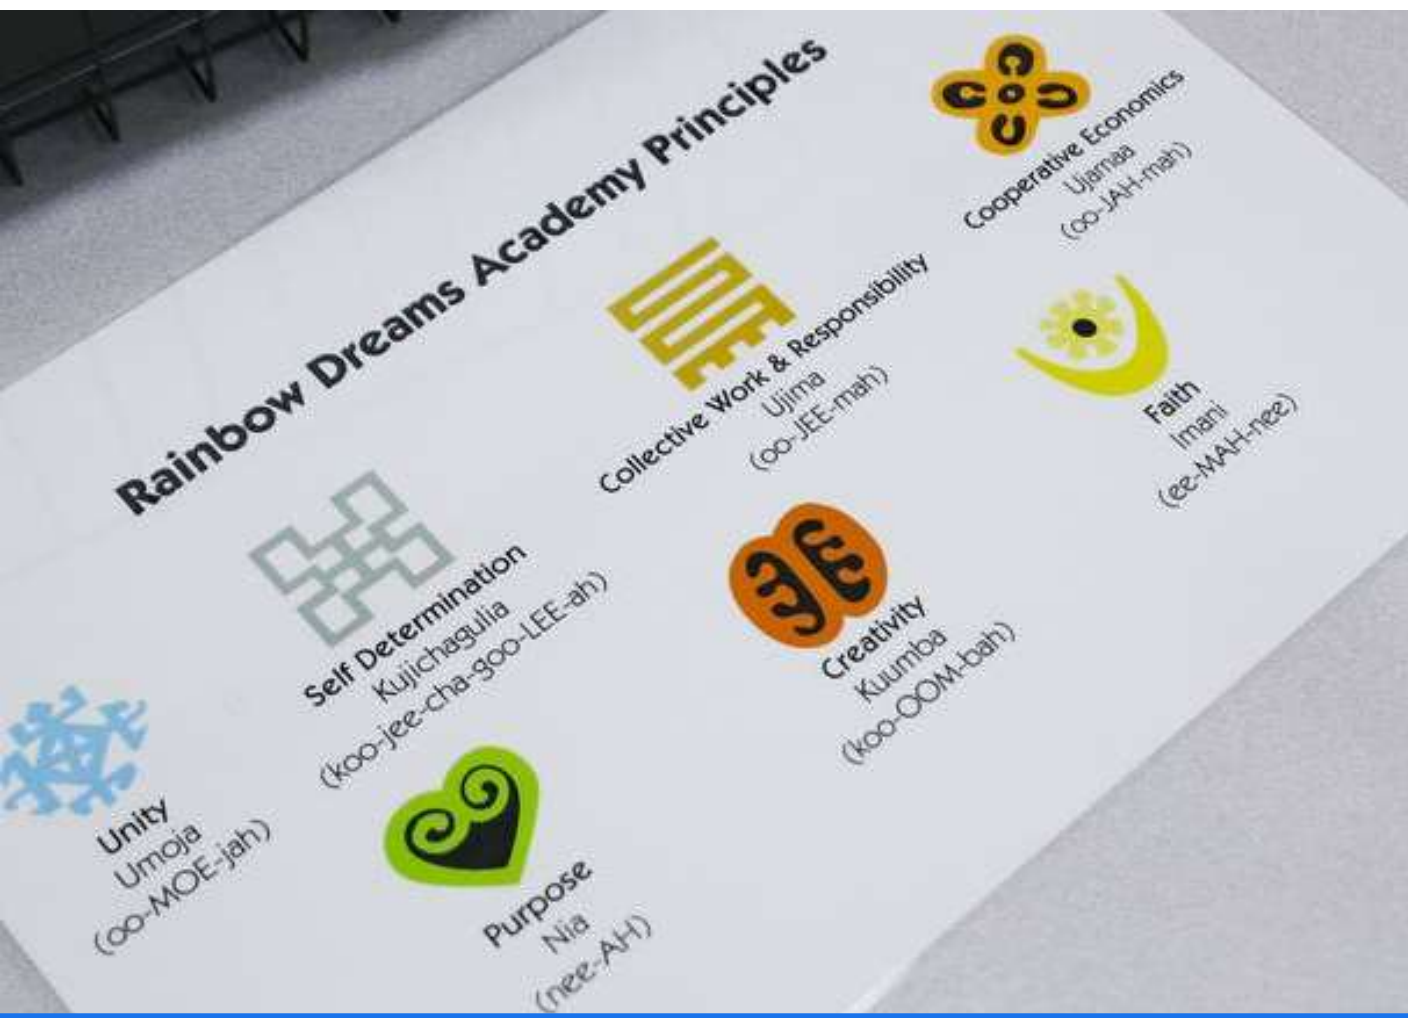 Rainbow Dreams Academy Principles
Unity
Umoja
(oo-MOE-jah)
Self Determination
Kujichagulia
(koo-jee-cha-goo-LEE-ah)
Collective Work & Responsibility
Ujima
(oo-JEE-mah)
Cooperative Economics
Ujamaa
(oo-JAH-mah)
Purpose
Nia
(nee-AH)
Creativity
Kuumba
(koo-OOM-bah)
Faith
Imani
(ee-MAH-nee)